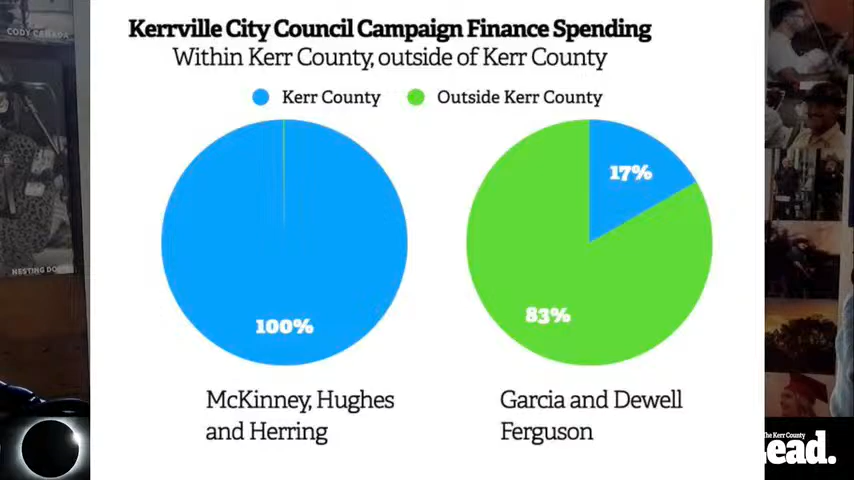 Kerrville City Council Campaign Finance Spending
Within Kerr County, outside of Kerr County
Kerr County
Outside Kerr County
17%
100%
83%
McKinney, Hughes
and Herring
Garcia and Dewell
Ferguson
CODY CANADA
The Kerr County